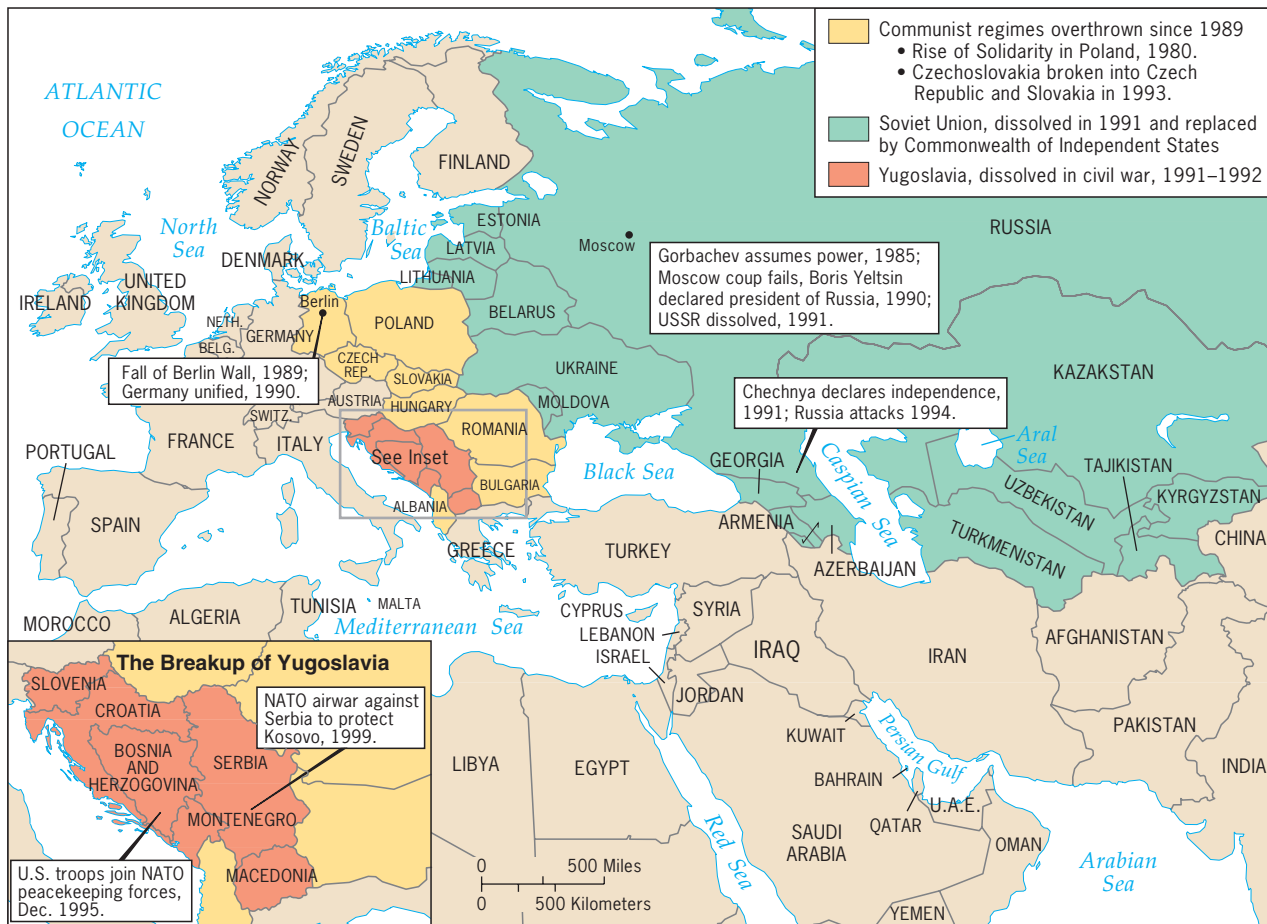 Communist regimes overthrown since 1989
• Rise of Solidarity in Poland, 1980.
• Czechoslovakia broken into Czech
Republic and Slovakia in 1993.
Soviet Union, dissolved in 1991 and replaced
by Commonwealth of Independent States
Yugoslavia, dissolved in civil war, 1991–1992
ATLANTIC
OCEAN
NORWAY
SWEDEN
FINLAND
RUSSIA
North
Sea
Baltic
Sea
ESTONIA
Moscow
LATVIA
DENMARK
LITHUANIA
Gorbachev assumes power, 1985;
Moscow coup fails, Boris Yeltsin
declared president of Russia, 1990;
USSR dissolved, 1991.
IRELAND
UNITED
KINGDOM
Berlin
BELARUS
NETH.
GERMANY
POLAND
BELG.
Fall of Berlin Wall, 1989;
Germany unified, 1990.
CZECH
REP.
SLOVAKIA
UKRAINE
KAZAKSTAN
AUSTRIA
HUNGARY
MOLDOVA
Chechnya declares independence,
1991; Russia attacks 1994.
SWITZ.
FRANCE
ITALY
ROMANIA
PORTUGAL
See Inset
Black Sea
GEORGIA
Caspian Sea
Aral
Sea
TAJIKISTAN
SPAIN
BULGARIA
ALBANIA
UZBEKISTAN
KYRGYZSTAN
ARMENIA
TURKMENISTAN
CHINA
GREECE
TURKEY
AZERBAIJAN
MOROCCO
ALGERIA
TUNISIA
MALTA
Mediterranean Sea
CYPRUS
SYRIA
LEBANON
ISRAEL
IRAQ
IRAN
AFGHANISTAN
JORDAN
PAKISTAN
KUWAIT
Persian Gulf
INDIA
LIBYA
EGYPT
BAHRAIN
QATAR
U.A.E.
Red Sea
SAUDI
ARABIA
OMAN
Arabian
Sea
YEMEN
0
500 Miles
0
500 Kilometers
The Breakup of Yugoslavia
SLOVENIA
CROATIA
NATO airwar against
Serbia to protect
Kosovo, 1999.
BOSNIA
AND
HERZOGOVINA
SERBIA
MONTENEGRO
MACEDONIA
U.S. troops join NATO
peacekeeping forces,
Dec. 1995.